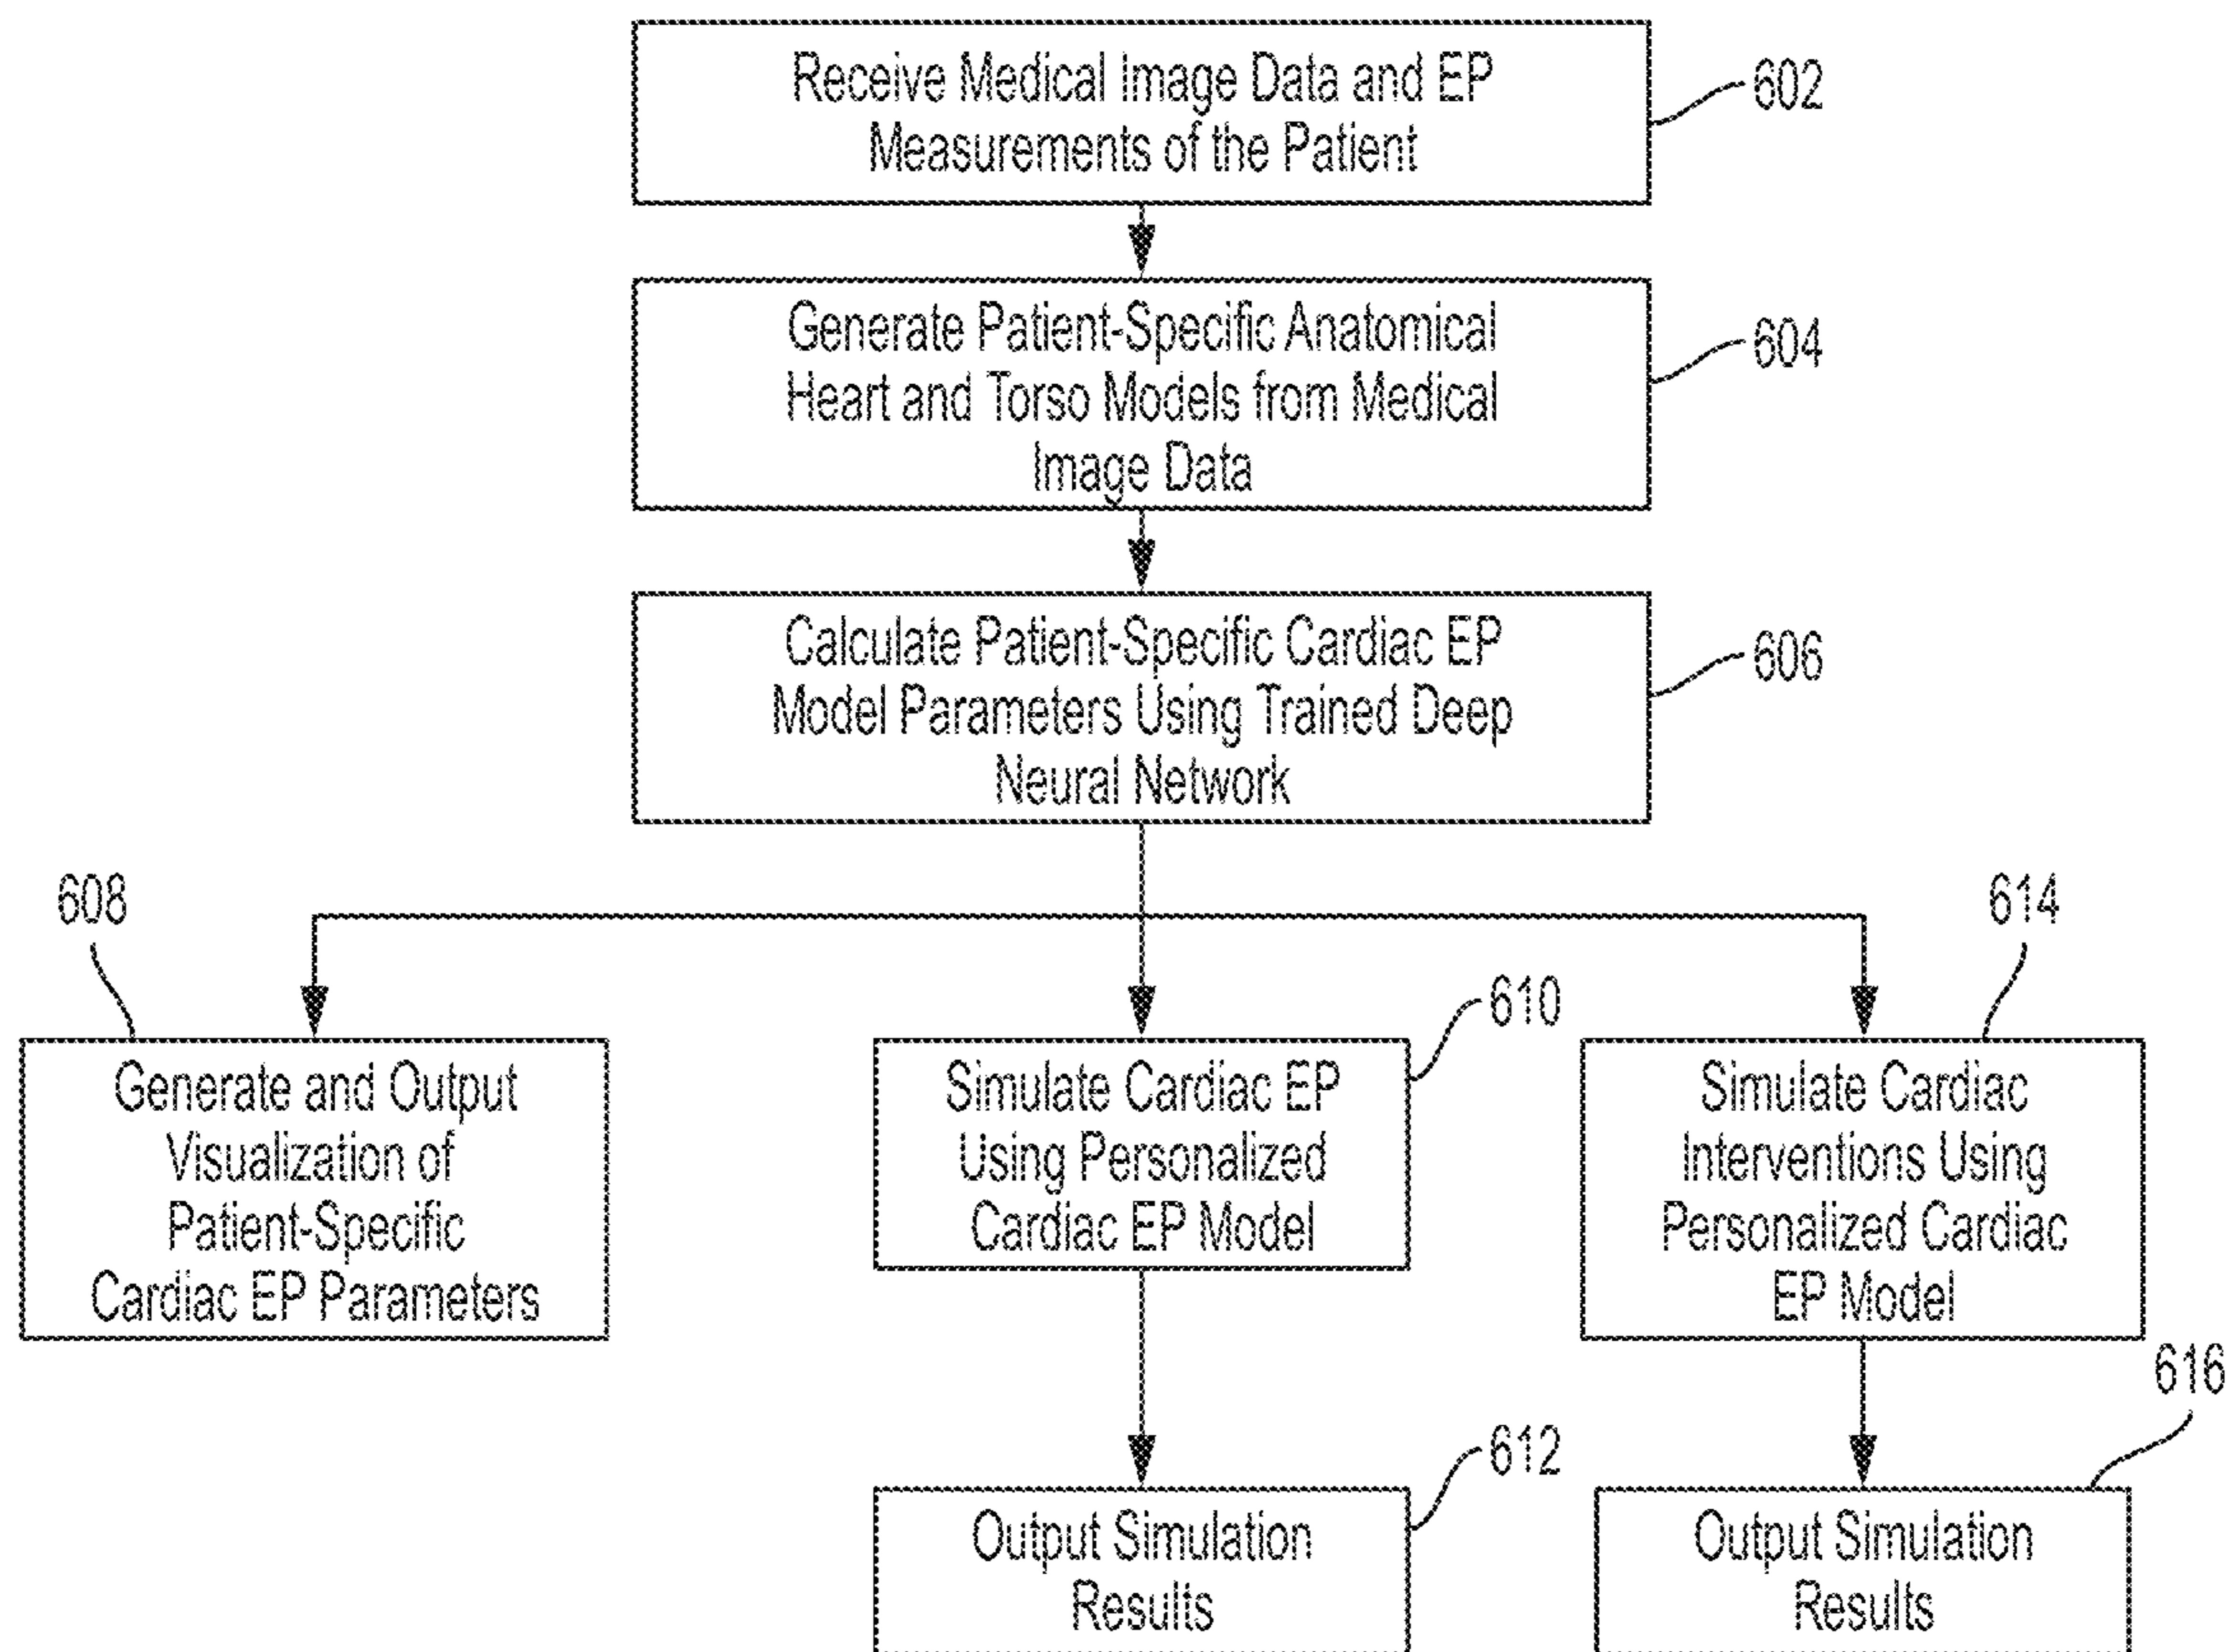 Receive Medical Image Data and EP
Measurements of the Patient
602
Generate Patient-Specific Anatomical
Heart and Torso Models from Medical
Image Data
604
Calculate Patient-Specific Cardiac EP
Model Parameters Using Trained Deep
Neural Network
606
608
Generate and Output
Visualization of
Patient-Specific
Cardiac EP Parameters
610
Simulate Cardiac EP
Using Personalized
Cardiac EP Model
614
Simulate Cardiac
Interventions Using
Personalized Cardiac
EP Model
612
Output Simulation
Results
616
Output Simulation
Results